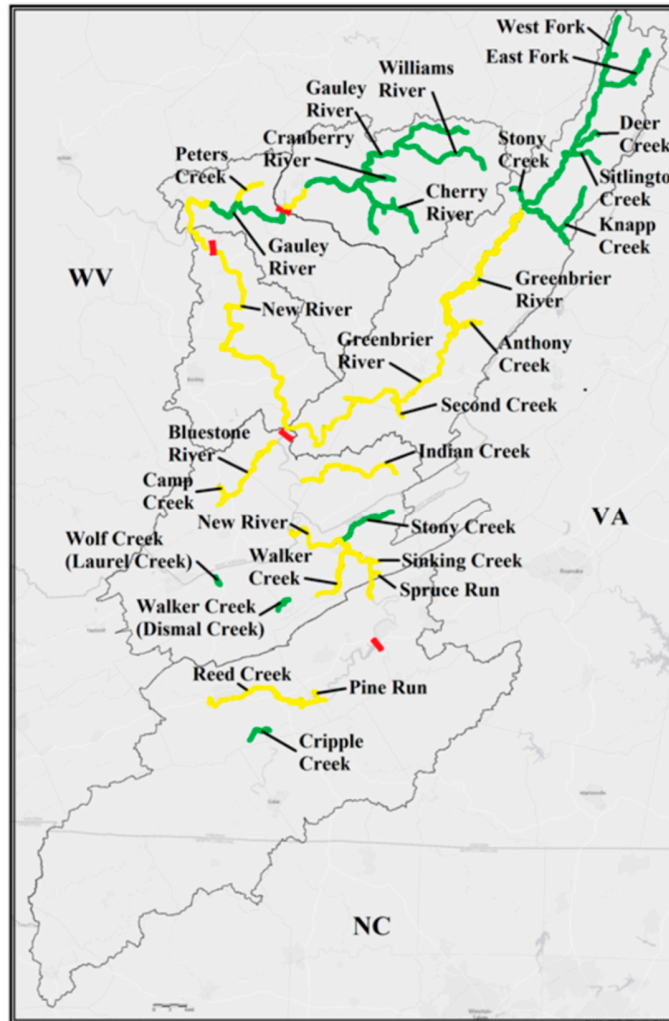 West Fork
East Fork
Williams
River
Gauley
River
Cranberry
River
Stony
Creek
Deer
Creek
Sitlington
Creek
Peters
Creek
Cherry
River
Knapp
Creek
Gauley
River
WV
Greenbrier
River
New River
Anthony
Creek
Greenbrier
River
Second Creek
Bluestone
River
Indian Creek
Camp
Creek
New River
Stony Creek
VA
Wolf Creek
(Laurel Creek)
Walker
Creek
Sinking Creek
Spruce Run
Walker Creek
(Dismal Creek)
Reed Creek
Pine Run
Cripple
Creek
NC